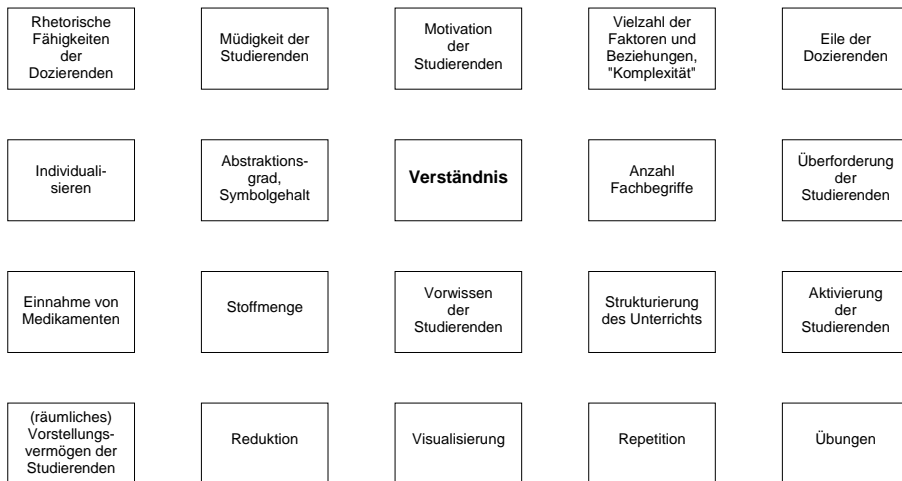 Rhetorische
Fähigkeiten
der
Dozierenden
Müdigkeit der
Studierenden
Motivation
der
Studierenden
Vielzahl der
Faktoren und
Beziehungen,
"Komplexität"
Eile der
Dozierenden
Individuali-
sieren
Abstraktions-
grad,
Symbolgehalt
Verständnis
Anzahl
Fachbegriffe
Überforderung
der
Studierenden
Einnahme von
Medikamenten
Stoffmenge
Vorwissen
der
Studierenden
Strukturierung
des Unterrichts
Aktivierung
der
Studierenden
(räumliches)
Vorstellungs-
vermögen der
Studierenden
Reduktion
Visualisierung
Repetition
Übungen